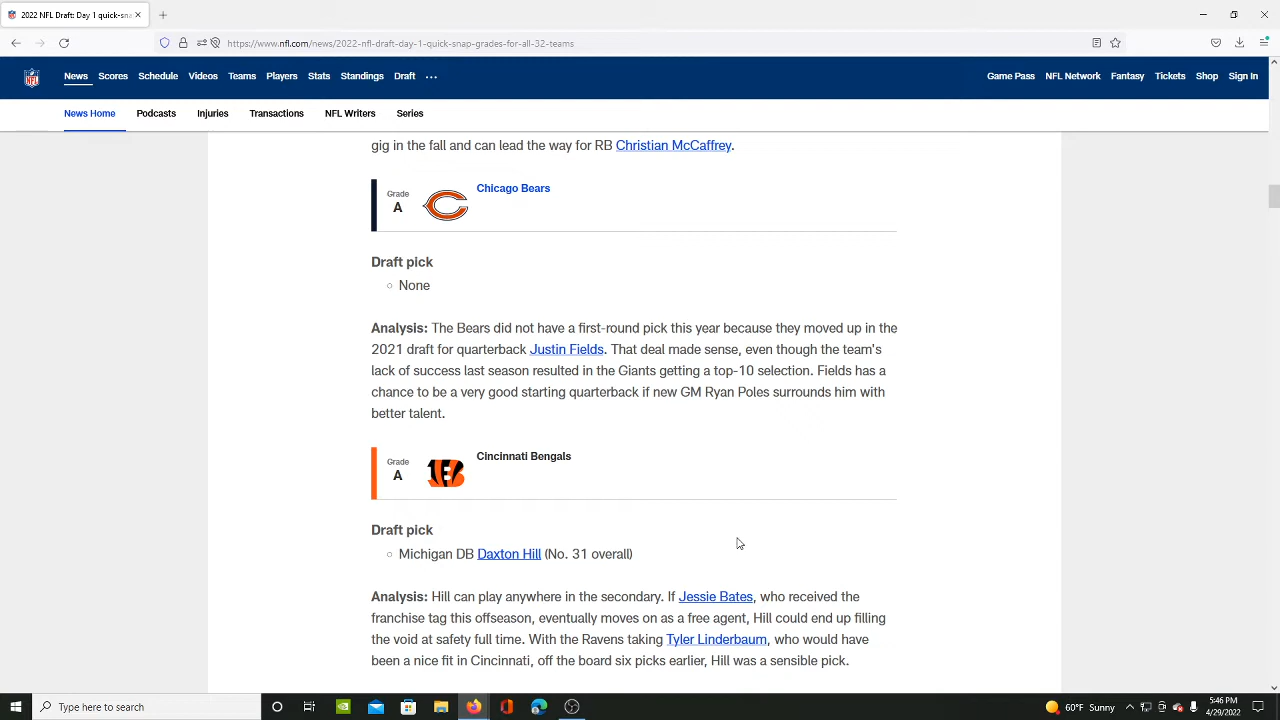 2022 NFL Draft: Day 1 quick-sna
https://www.nfl.com/news/2022-nfl-draft-day-1-quick-snap-grades-for-all-32-teams
News Scores Schedule Videos Teams Players Stats Standings Draft ... Game Pass NFL Network Fantasy Tickets Shop Sign In
News Home Podcasts Injuries Transactions NFL Writers Series
gig in the fall and can lead the way for RB Christian McCaffrey.
Grade
A
Chicago Bears
Draft pick
None
Analysis: The Bears did not have a first-round pick this year because they moved up in the
2021 draft for quarterback Justin Fields. That deal made sense, even though the team's
lack of success last season resulted in the Giants getting a top-10 selection. Fields has a
chance to be a very good starting quarterback if new GM Ryan Poles surrounds him with
better talent.
Grade
A
Cincinnati Bengals
Draft pick
Michigan DB Daxton Hill (No. 31 overall)
Analysis: Hill can play anywhere in the secondary. If Jessie Bates, who received the
franchise tag this offseason, eventually moves on as a free agent, Hill could end up filling
the void at safety full time. With the Ravens taking Tyler Linderbaum, who would have
been a nice fit in Cincinnati, off the board six picks earlier, Hill was a sensible pick.
Type here to search
60°F Sunny
5:46 PM
4/29/2022